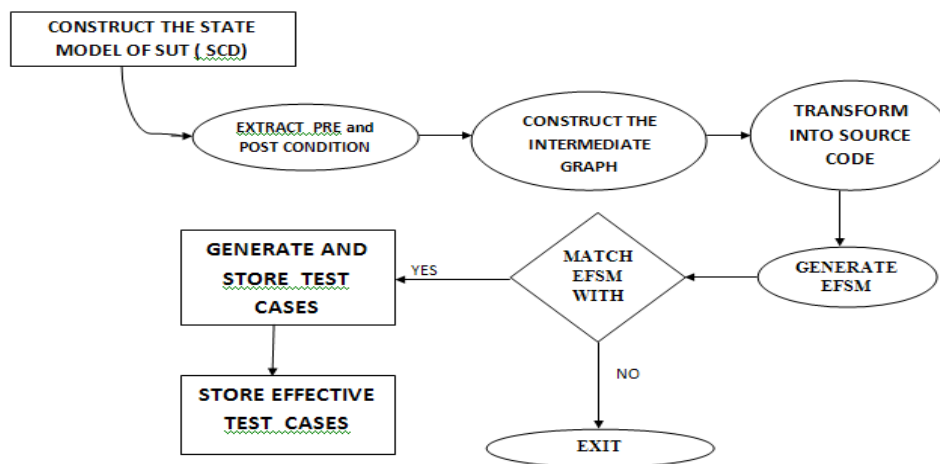 CONSTRUCT THE STATE
MODEL OF SUT ( SCD)
EXTRACT PRE and
POST CONDITION
CONSTRUCT THE
INTERMEDIATE
GRAPH
TRANSFORM
INTO SOURCE
CODE
GENERATE
EFSM
MATCH
EFSM
WITH
YES
GENERATE AND
STORE TEST
CASES
STORE EFFECTIVE
TEST CASES
NO
EXIT